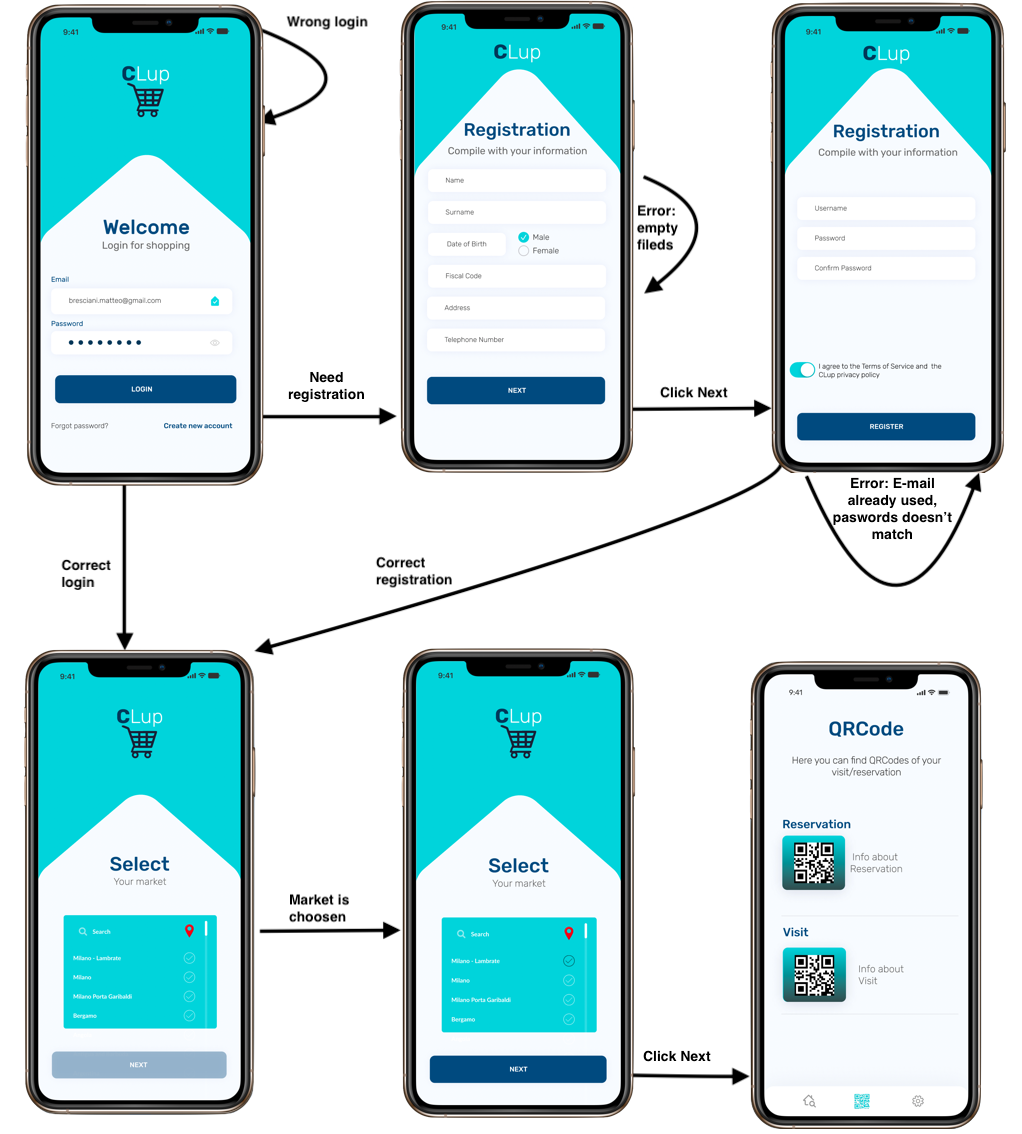 9:41
CLup
Welcome
Login for shopping
Email
bresciani.matteo@gmail.com
Password
LOGIN
Forgot password?
Create new account
Wrong login
Need
registration
9:41
CLup
Registration
Compile with your information
Name
Surname
Date of Birth
Male
Female
Fiscal Code
Address
Telephone Number
NEXT
Error:
empty
fileds
Click Next
9:41
CLup
Registration
Compile with your information
Username
Password
Confirm Password
I agree to the Terms of Service and the
CLup privacy policy
REGISTER
Error: E-mail
already used,
paswords doesn't
match
Correct
login
Correct
registration
9:41
CLup
Select
Your market
Search
Milano - Lambrate
Milano
Milano Porta Garibaldi
Bergamo
NEXT
Market is
choosen
9:41
CLup
Select
Your market
Search
Milano - Lambrate
Milano
Milano Porta Garibaldi
Bergamo
NEXT
Click Next
9:41
QRCode
Here you can find QRCodes of your
visit/reservation
Reservation
Info about
Reservation
Visit
Info about
Visit